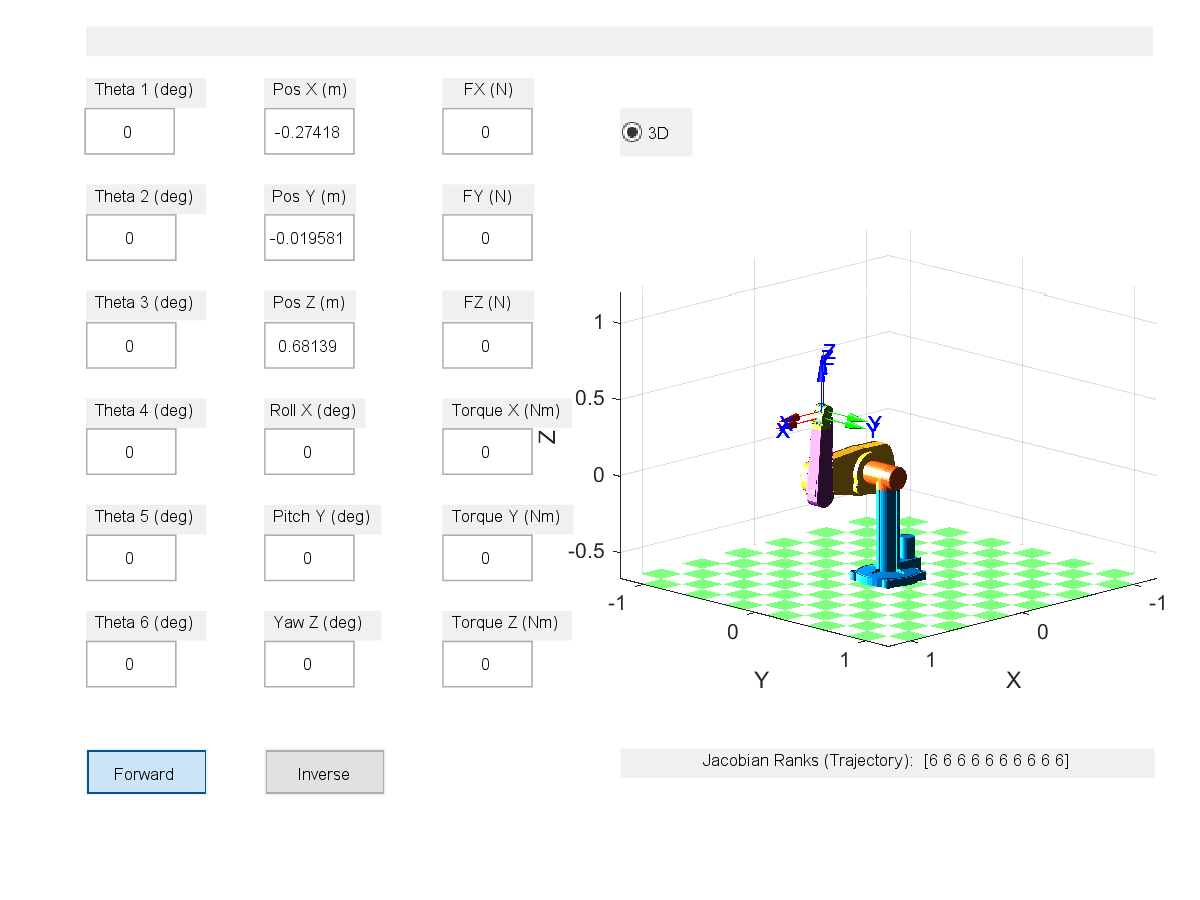 Theta 1 (deg)
Pos X (m)
FX (N)
0
-0.27418
0
3D
Theta 2 (deg)
Pos Y (m)
FY (N)
0
-0.019581
0
Theta 3 (deg)
Pos Z (m)
FZ (N)
0
0.68139
0
Theta 4 (deg)
Roll X (deg)
Torque X (Nm)
0
0
0
Theta 5 (deg)
Pitch Y (deg)
Torque Y (Nm)
0
0
0
Theta 6 (deg)
Yaw Z (deg)
Torque Z (Nm)
0
0
0
Forward
Inverse
1
0.5
0
-0.5
Z
Z
X
Y
-1
0
1
Y
1
0
-1
X
Jacobian Ranks (Trajectory): [6 6 6 6 6 6 6 6 6 6]